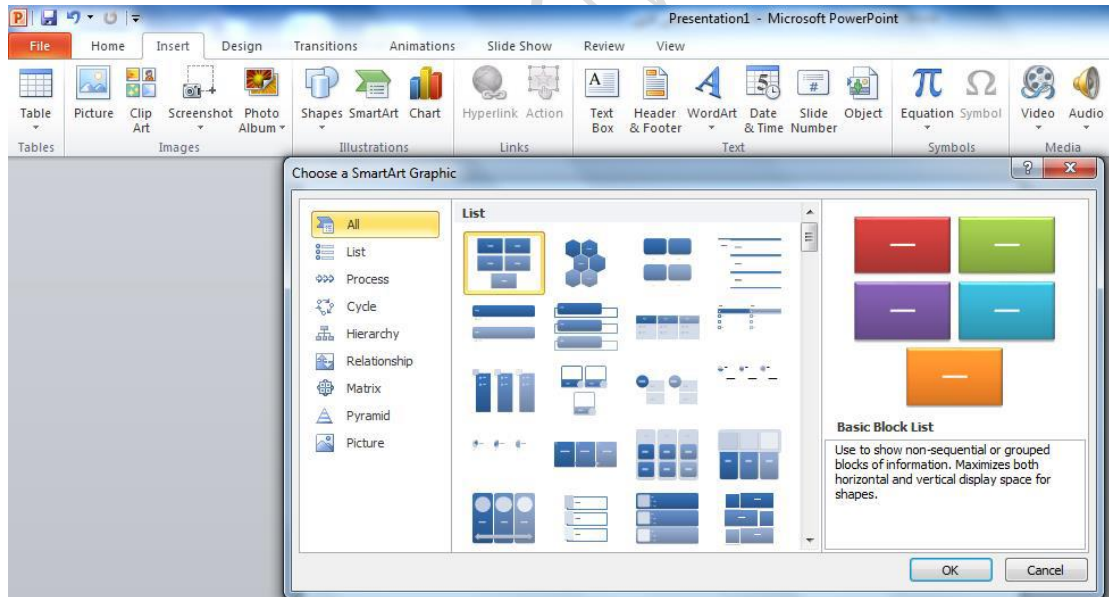 Presentation1 - Microsoft PowerPoint
File Home Insert Design Transitions Animations Slide Show Review View
Table Picture Clip Art Screenshot Photo Album Shapes SmartArt Chart Hyperlink Action Text Box Header & Footer WordArt Date & Time Slide Number Object Equation Symbol Video Audio
Tables Images Illustrations Links Text Symbols Media
Choose a SmartArt Graphic
All
List
Process
Cycle
Hierarchy
Relationship
Matrix
Pyramid
Picture
List
Basic Block List
Use to show non-sequential or grouped
blocks of information. Maximizes both
horizontal and vertical display space for
shapes.
OK Cancel